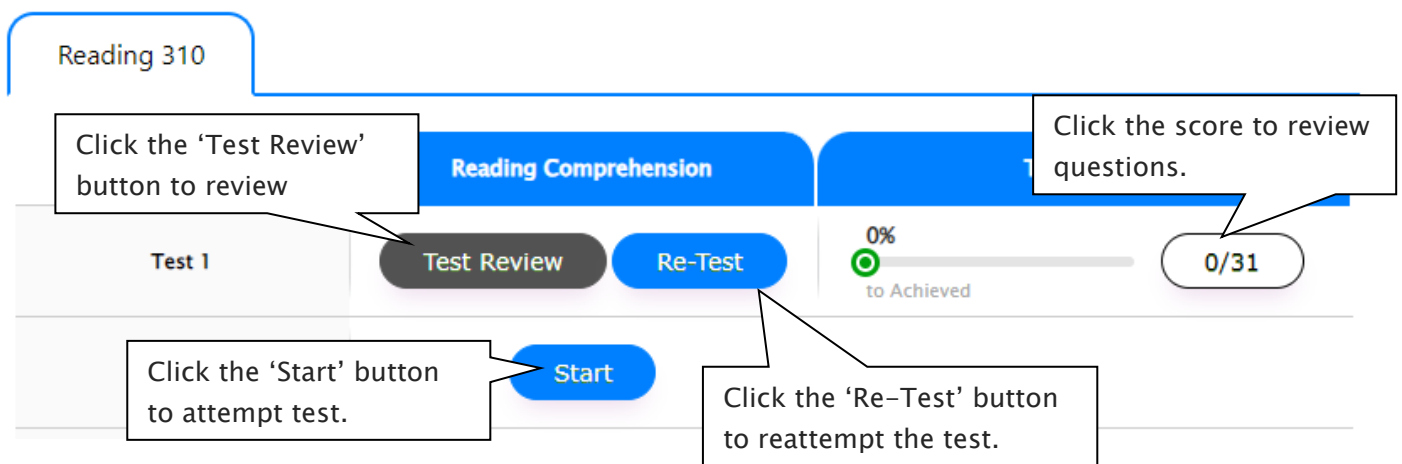 Reading 310
Click the ‘Test Review’
button to review
Click the score to review
questions.
Reading Comprehension
Test 1
Test Review
Re-Test
0%
to Achieved
0/31
Click the ‘Start’ button
to attempt test.
Start
Click the ‘Re-Test’ button
to reattempt the test.